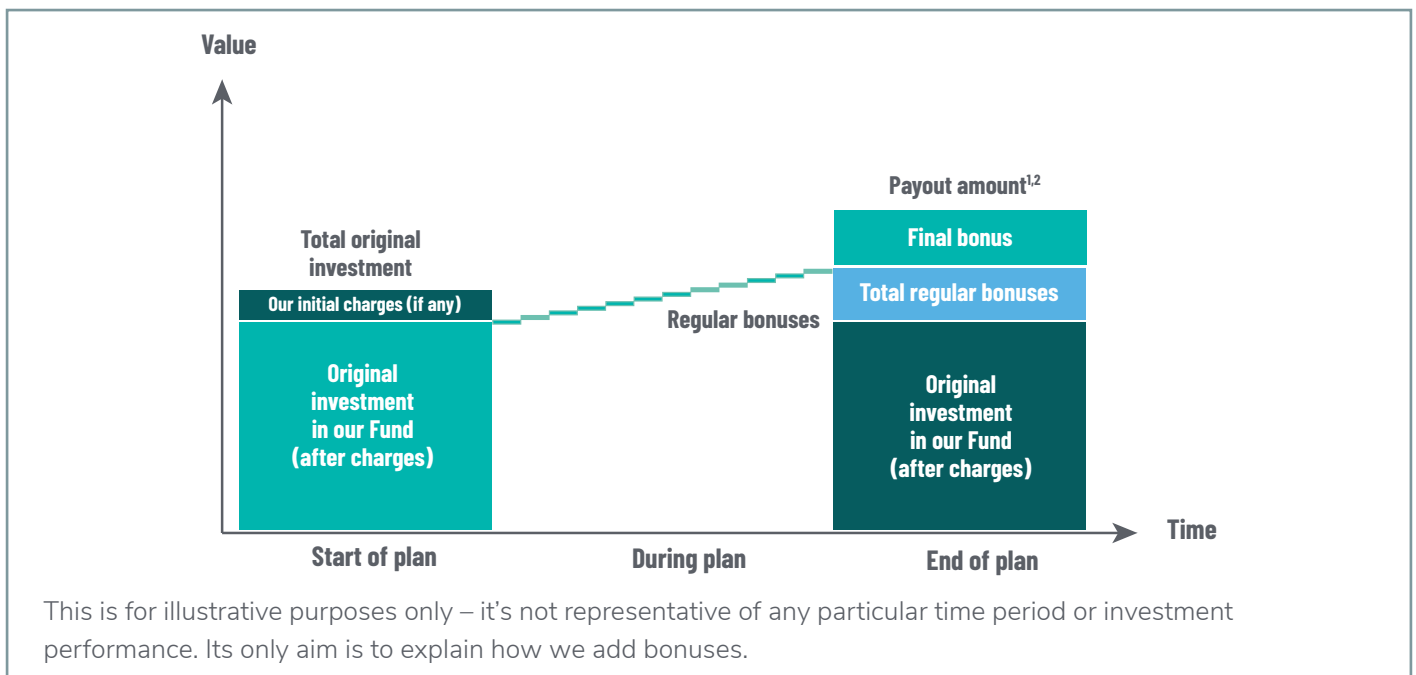 Value
Payout amount1,2
Final bonus
Total original
investment
Our initial charges (if any)
Total regular bonuses
Regular bonuses
Original
investment
in our Fund
(after charges)
Original
investment
in our Fund
(after charges)
Time
Start of plan
During plan
End of plan
This is for illustrative purposes only – it’s not representative of any particular time period or investment
performance. Its only aim is to explain how we add bonuses.